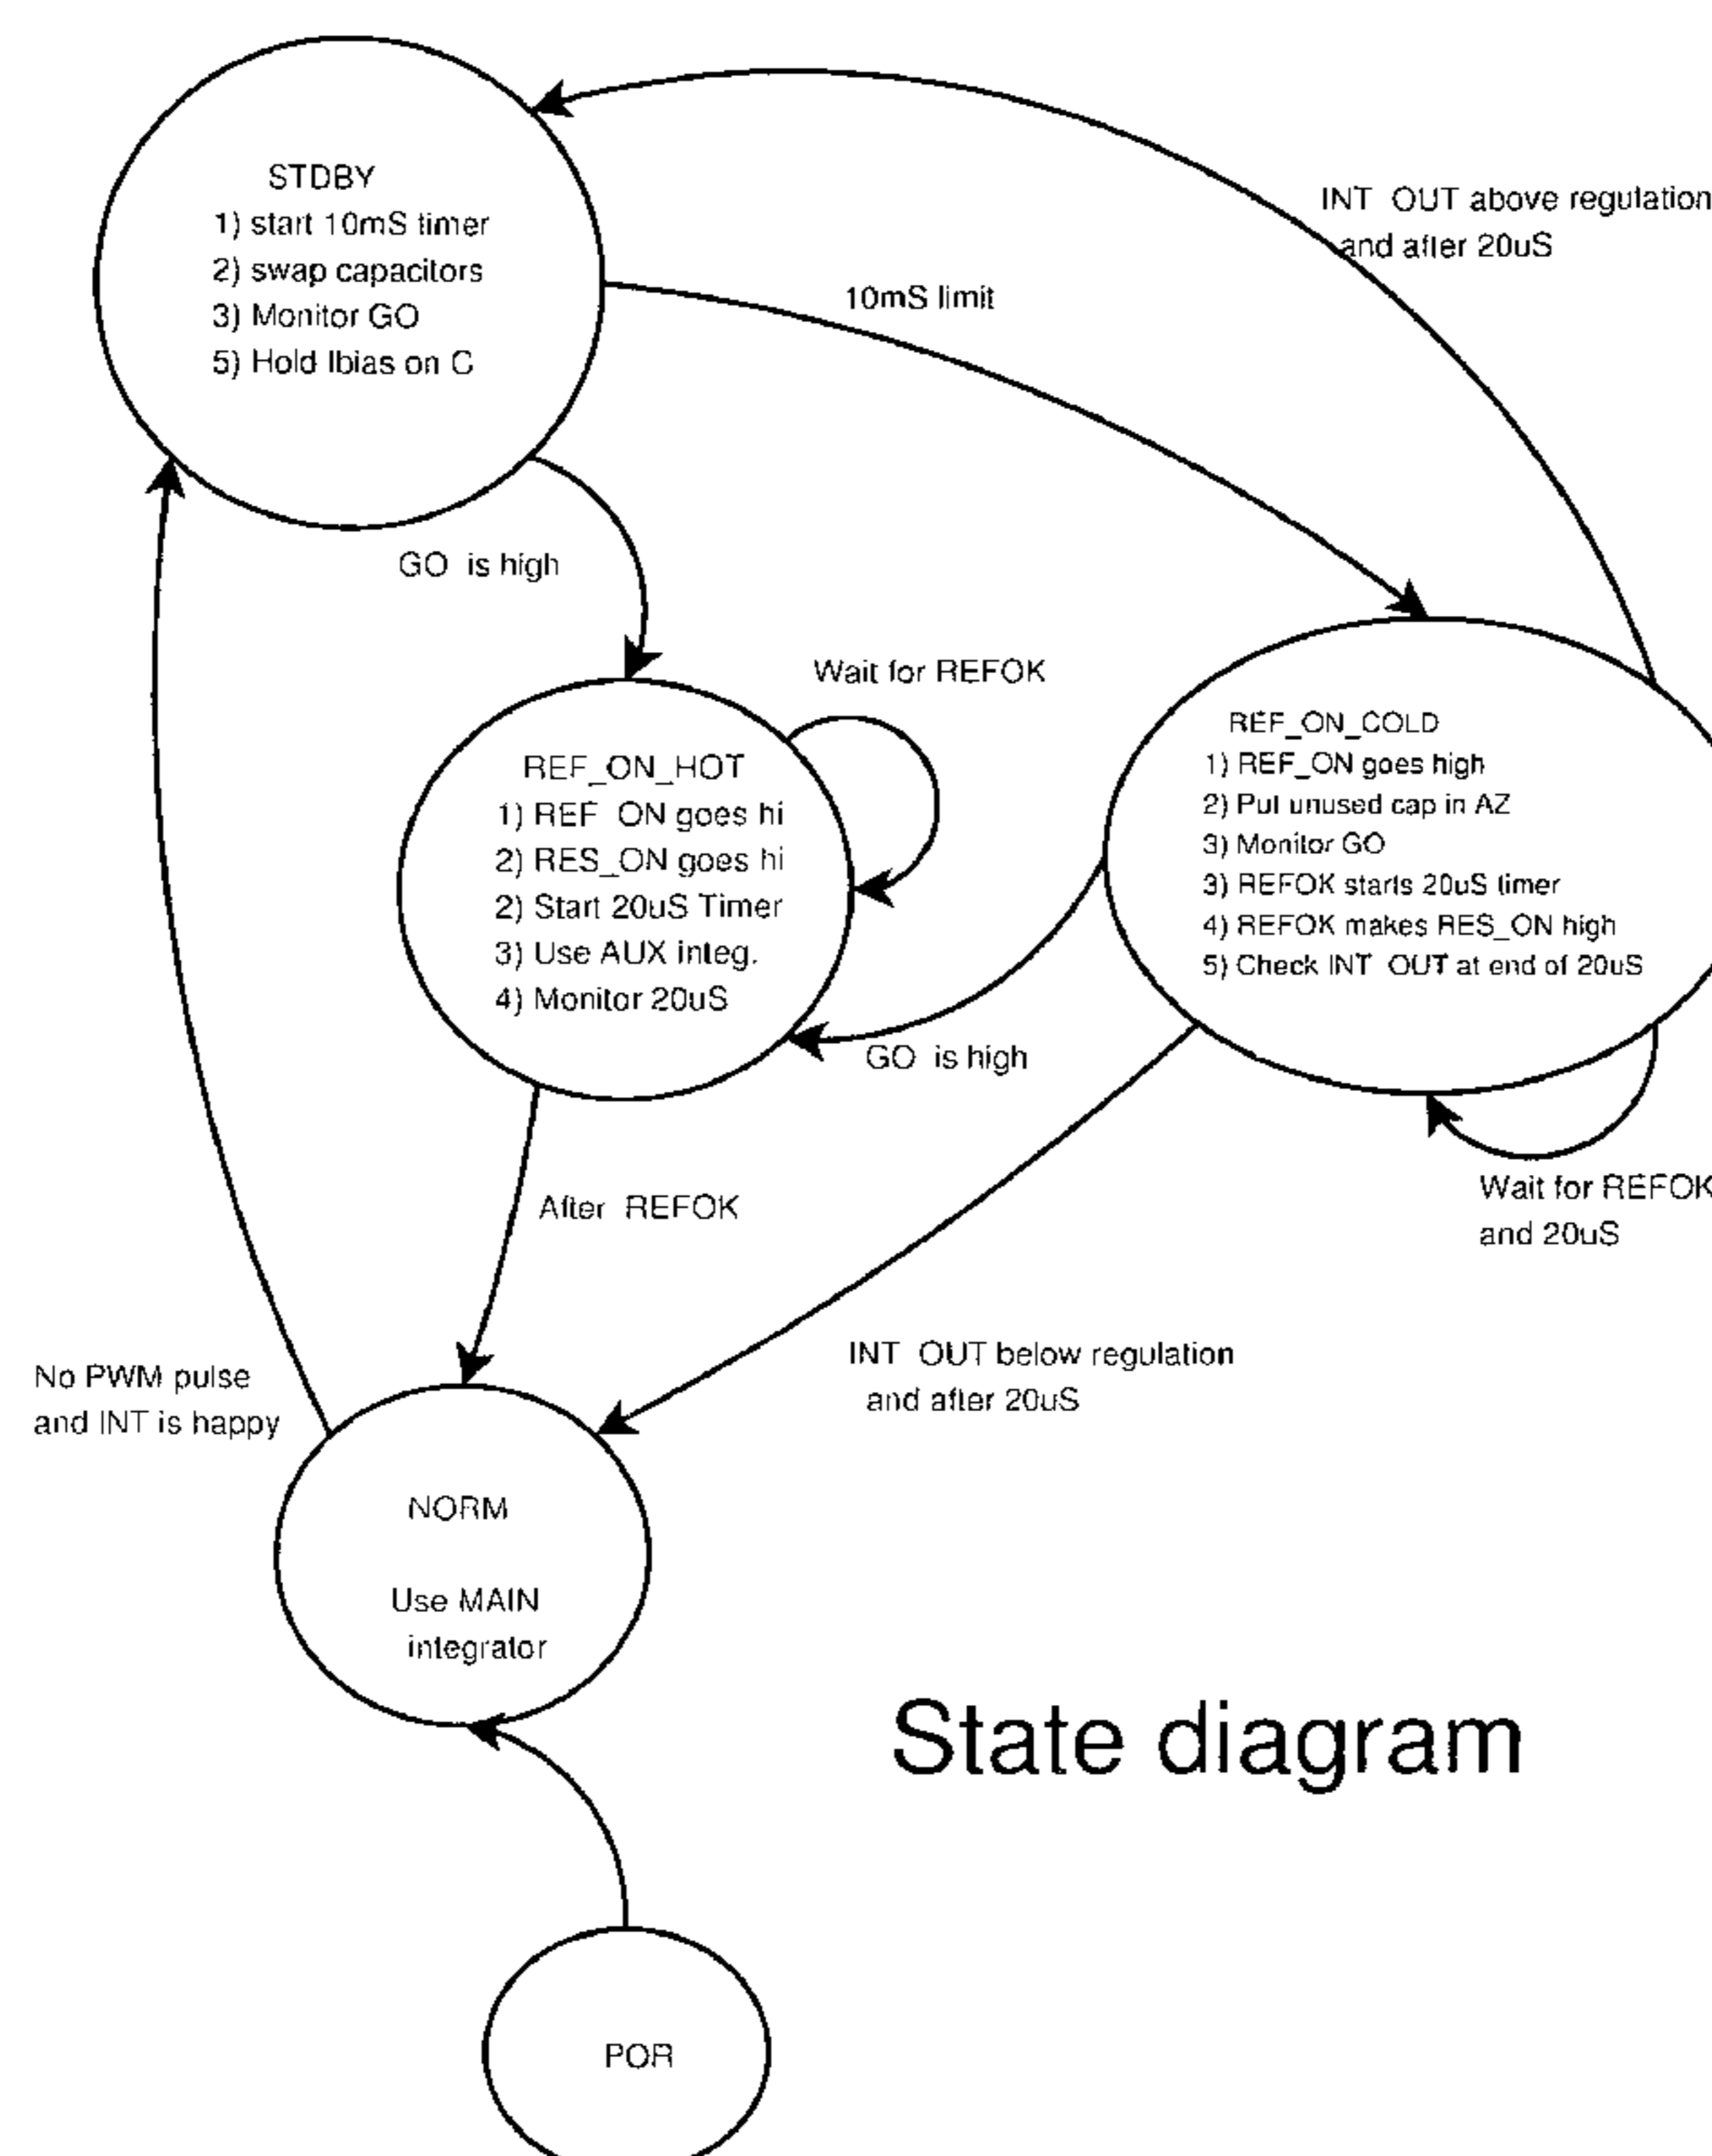 STDBY
1) start 10mS timer
2) swap capacitors
3) Monitor GO
5) Hold Ibias on C
INT OUT above regulation
and after 20uS
10mS limit
GO is high
Wait for REFOK
REF_ON_HOT
1) REF ON goes hi
2) RES_ON goes hi
2) Start 20uS Timer
3) Use AUX integ.
4) Monitor 20uS
REF_ON_COLD
1) REF_ON goes high
2) Put unused cap in AZ
3) Monitor GO
3) REFOK starts 20uS timer
4) REFOK makes RES_ON high
5) Check INT OUT at end of 20uS
GO is high
Wait for REFOK
and 20uS
After REFOK
INT OUT below regulation
and after 20uS
No PWM pulse
and INT is happy
NORM
Use MAIN
integrator
State diagram
POR